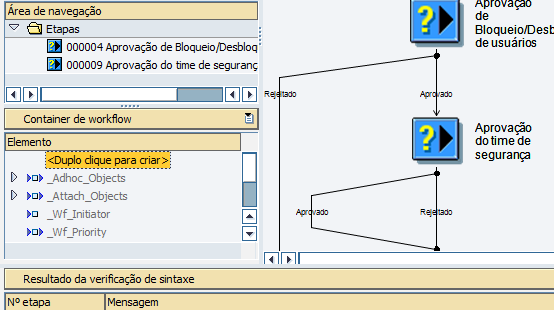 Área de navegação
Etapas
000004 Aprovação de Bloqueio/Desbloq
000009 Aprovação do time de seguranç
Container de workflow
Elemento
<Duplo clique para criar>
_Adhoc_Objects
_Attach_Objects
_Wf_Initiator
_Wf_Priority
Aprovação
de
Bloqueio/Desb
de usuários
Rejeitado
Aprovado
Aprovação
do time de
segurança
Aprovado
Rejeitado
Resultado da verificação de sintaxe
Nº etapa
Mensagem